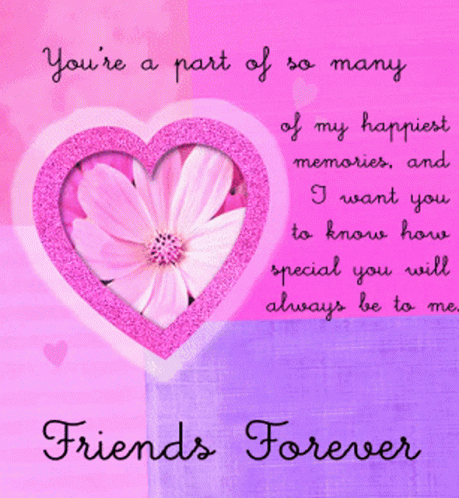 You're a part of so many
of my happiest
memories, and
I want you
to know how
special you will
always be to me.
Friends Forever